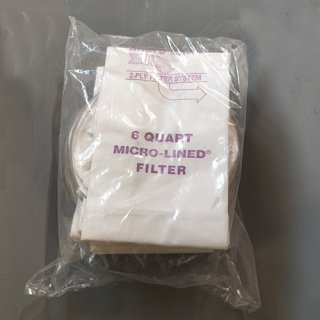 2-PLY FILTER SYSTEM
6 QUART
MICRO-LINED®
FILTER